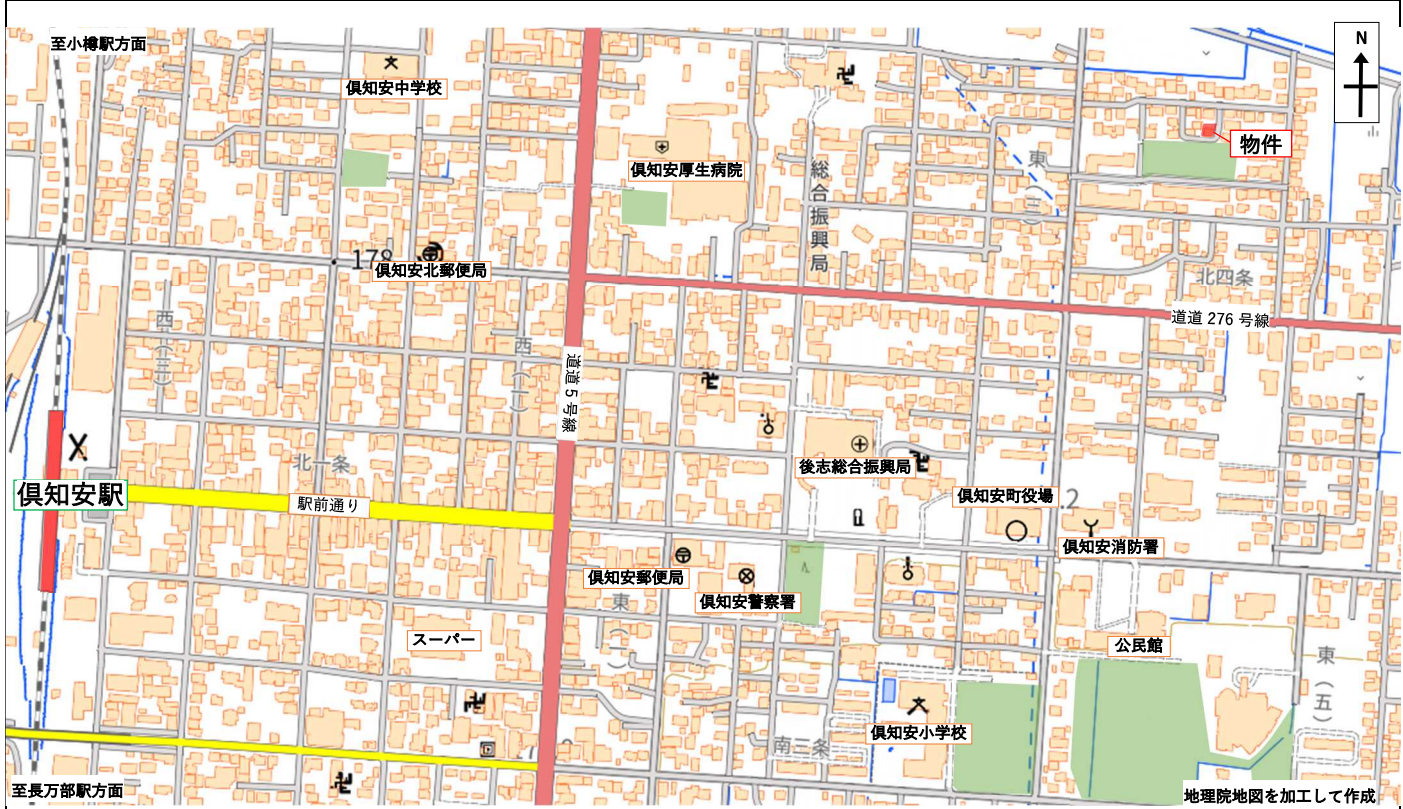 至小樽駅方面
N
倶知安中学校
物件
倶知安厚生病院
東(三)
総合振興局
178
倶知安北郵便局
北四条
道道 276 号線
西(三)
西(一)
道道 5 号線
北一条
後志総合振興局
倶知安駅
駅前通り
倶知安町役場
.2
倶知安消防署
倶知安郵便局
倶知安警察署
スーパー
公民館
東(五)
倶知安小学校
南三条
至長万部駅方面
地理院地図を加工して作成